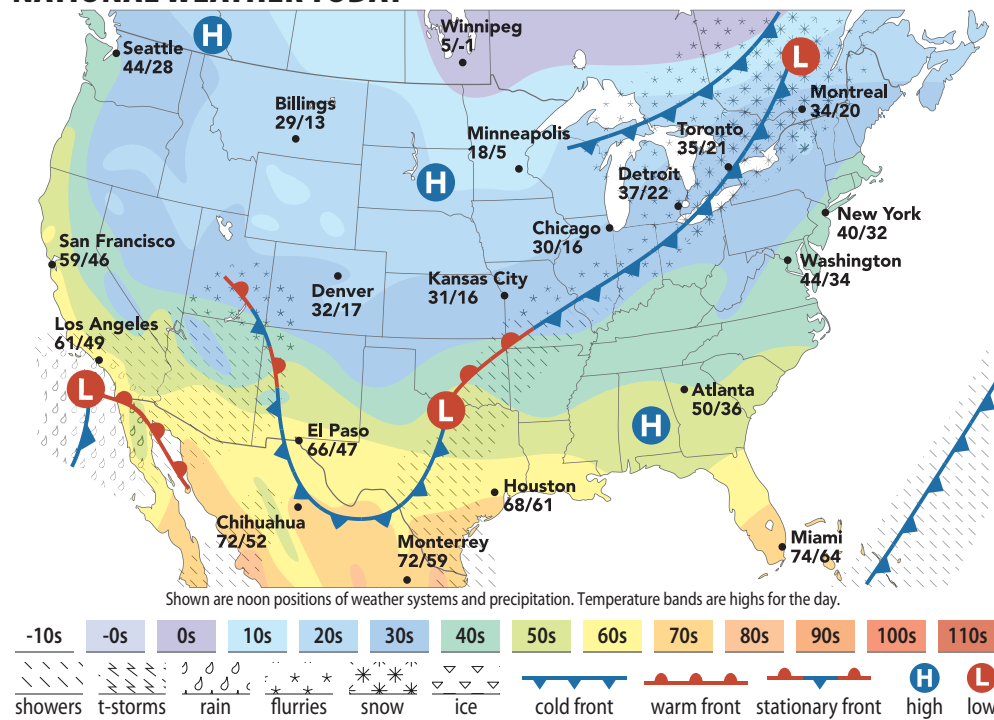 NATIONAL WEATHER TODAY
H
Winnipeg
5/-1
Seattle
44/28
L
Montreal
34/20
Billings
29/13
Minneapolis
18/5
Toronto
35/21
H
Detroit
37/22
New York
40/32
Chicago
30/16
San Francisco
59/46
Washington
44/34
Denver
32/17
Kansas City
31/16
Los Angeles
61/49
L
L
Atlanta
50/36
H
El Paso
66/47
Houston
68/61
Chihuahua
72/52
Monterrey
72/59
Miami
74/64
Shown are noon positions of weather systems and precipitation. Temperature bands are highs for the day.
-10s -0s 0s 10s 20s 30s 40s 50s 60s 70s 80s 90s 100s 110s
H L
showers t-storms rain flurries snow ice cold front warm front stationary front high low